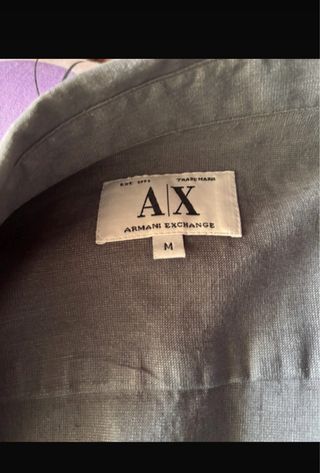 EST 1991 TRADE MARK
A|X
ARMANI EXCHANGE
M